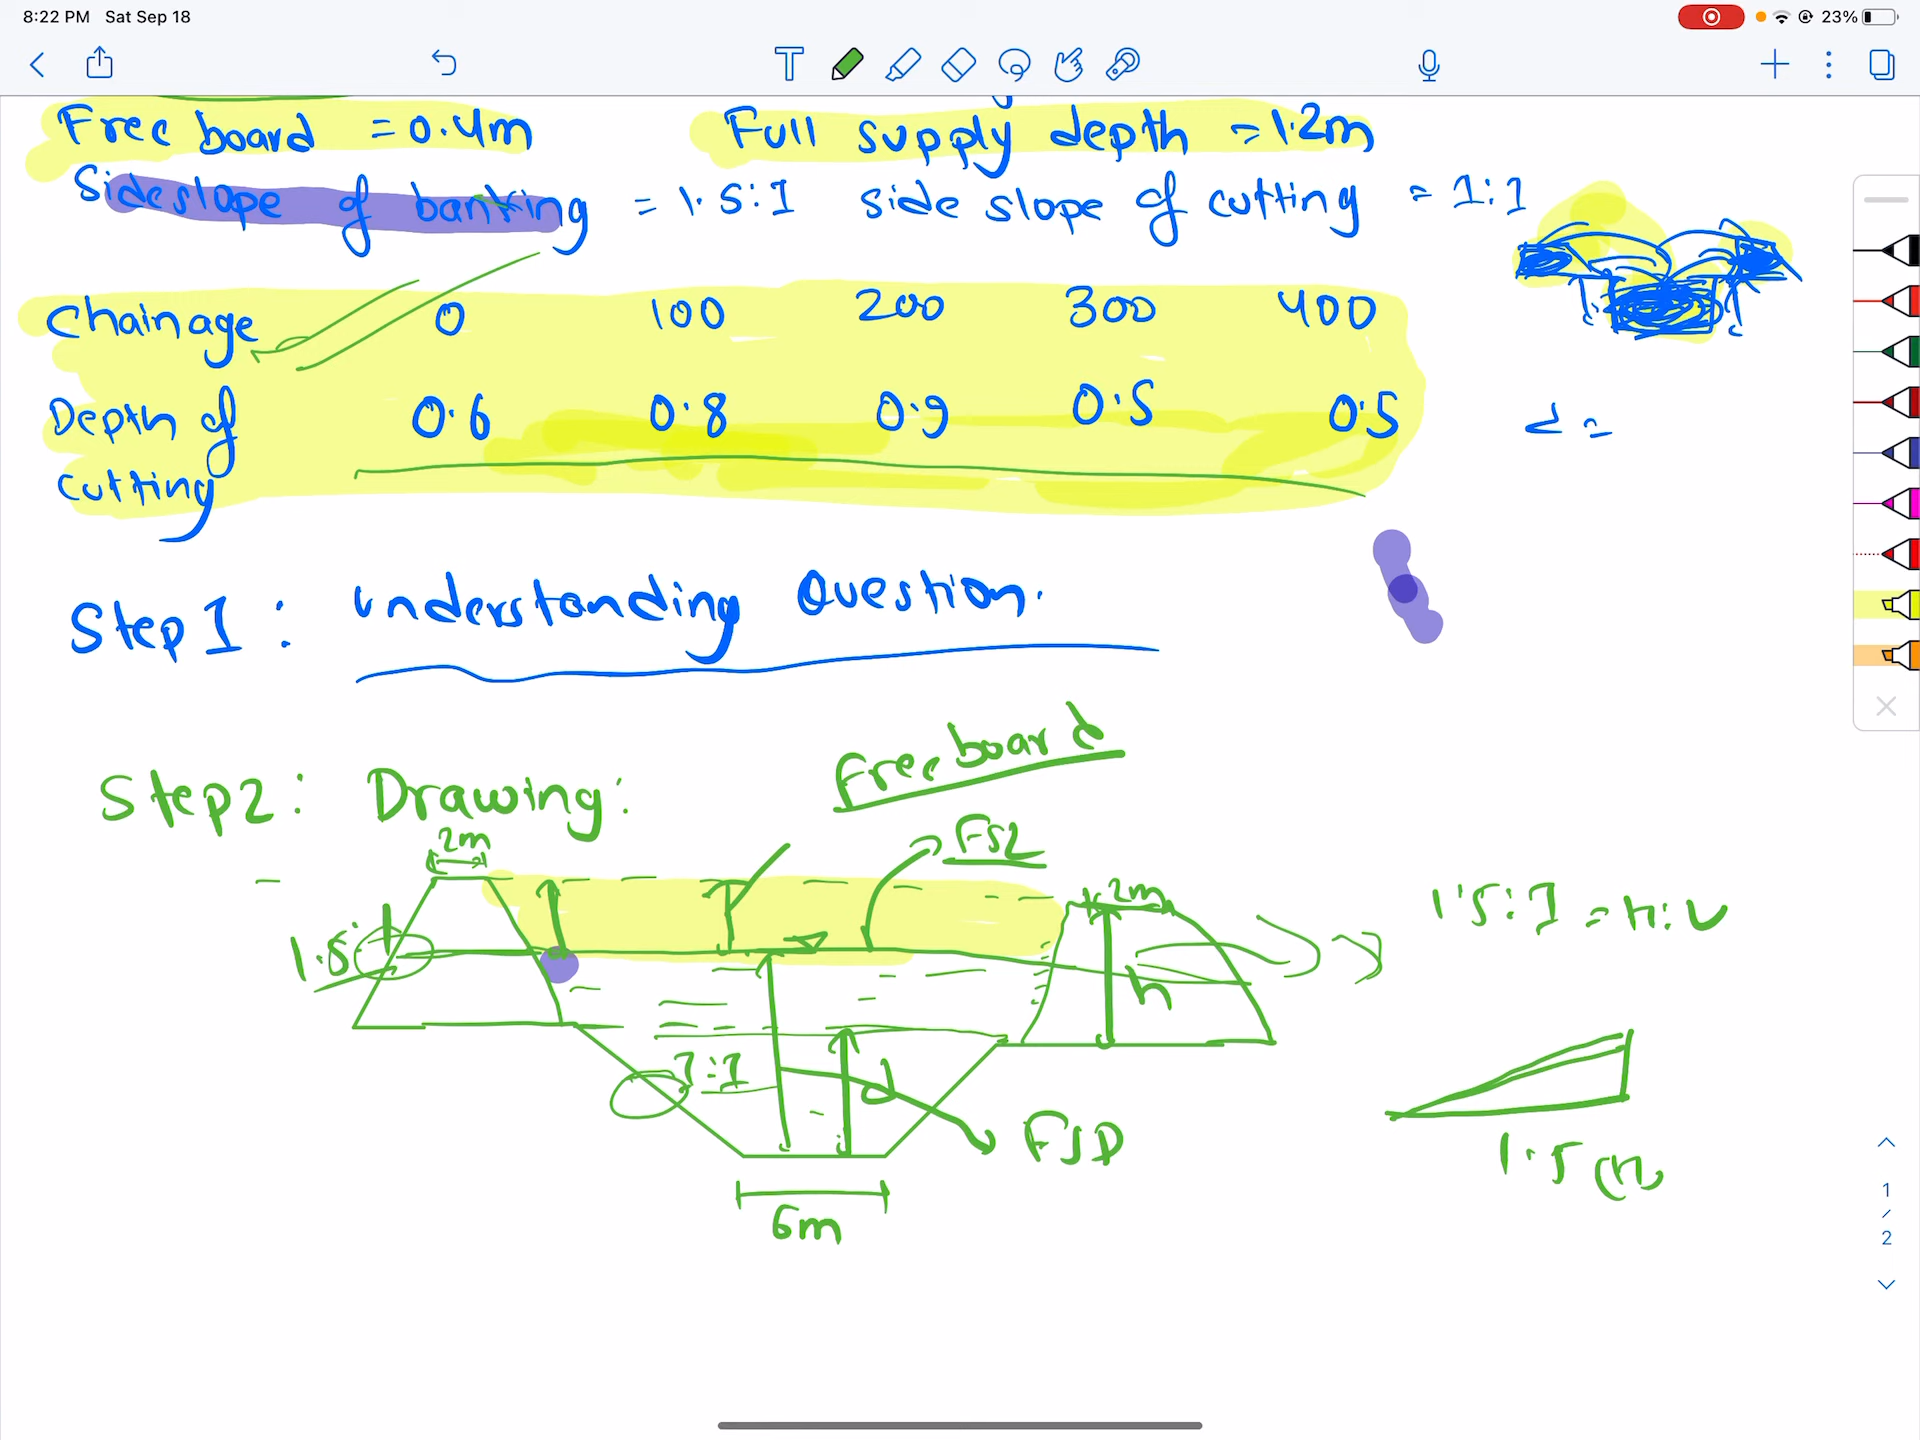 8:22 PM Sat Sep 18 23%
Free board = 0.4m Full supply depth = 1.2m
Sideslope of banking = 1.5:1 side slope of cutting = 1:1
Chainage 0 100 200 300 400
Depth of cutting 0.6 0.8 0.9 0.5 0.5
d =
Step 1 : understanding Question.
Step 2 : Drawing:
Free board
2m
FSL
2m
1.5:1 = h:v
1.5:1
h
1:1
d
FSD
1.5 (h)
6m
1
/
2